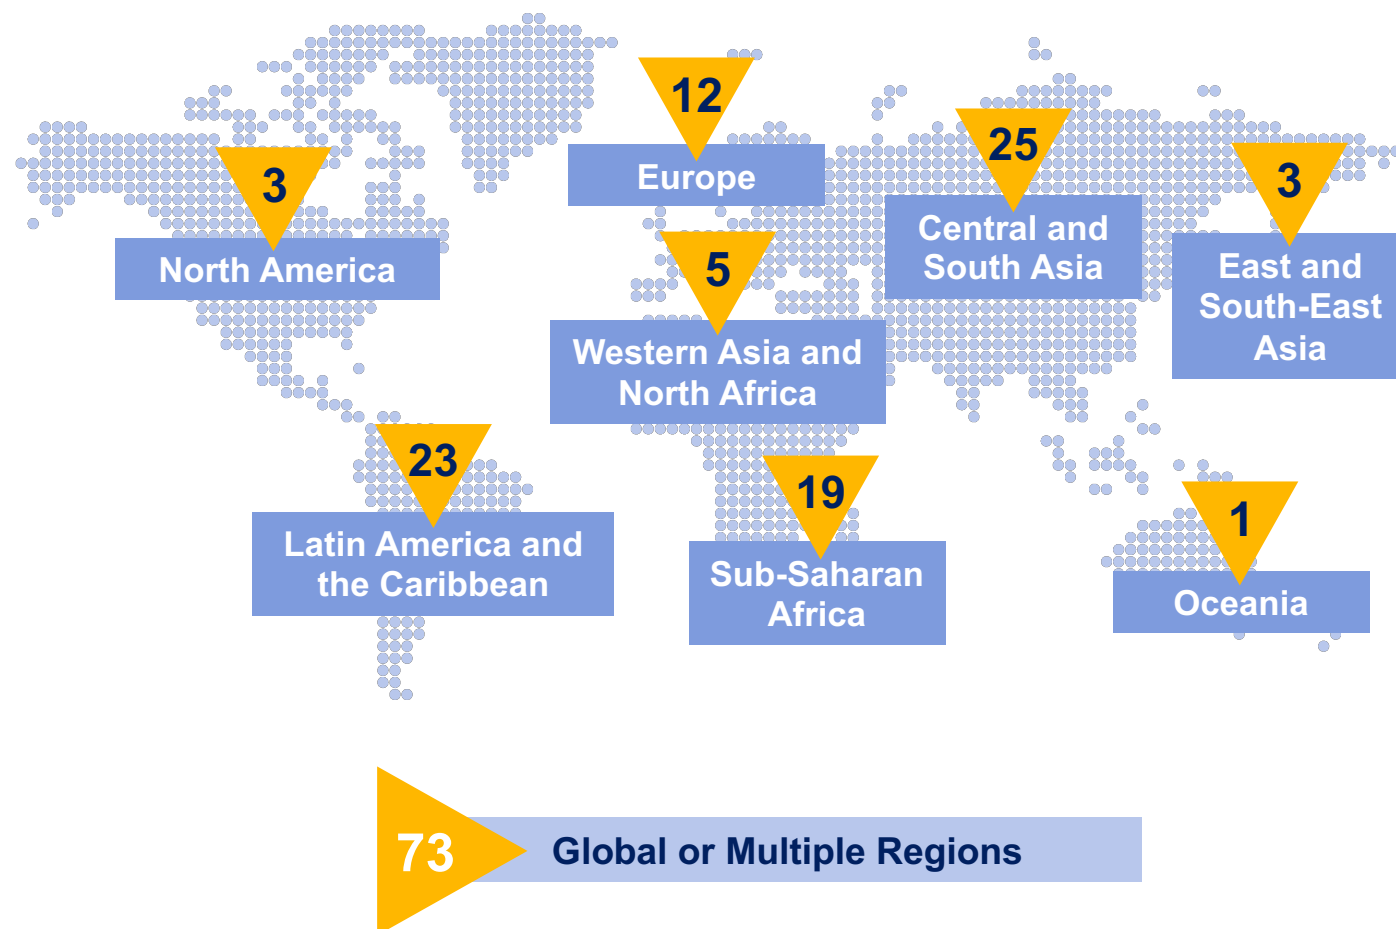 12
Europe
25
Central and
South Asia
3
East and
South-East
Asia
3
North America
5
Western Asia and
North Africa
23
Latin America and
the Caribbean
19
Sub-Saharan
Africa
1
Oceania
73
Global or Multiple Regions